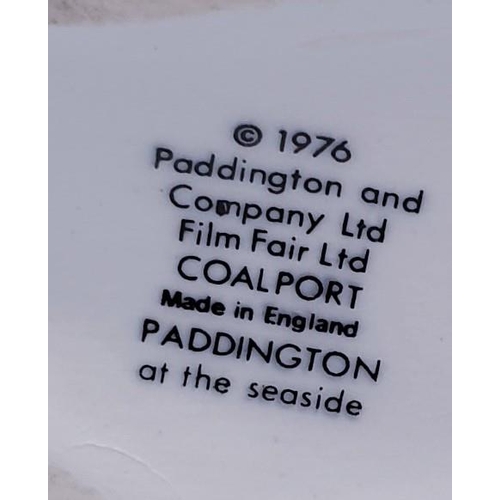 © 1976
Paddington and
Company Ltd
Film Fair Ltd
COALPORT
Made in England
PADDINGTON
at the seaside